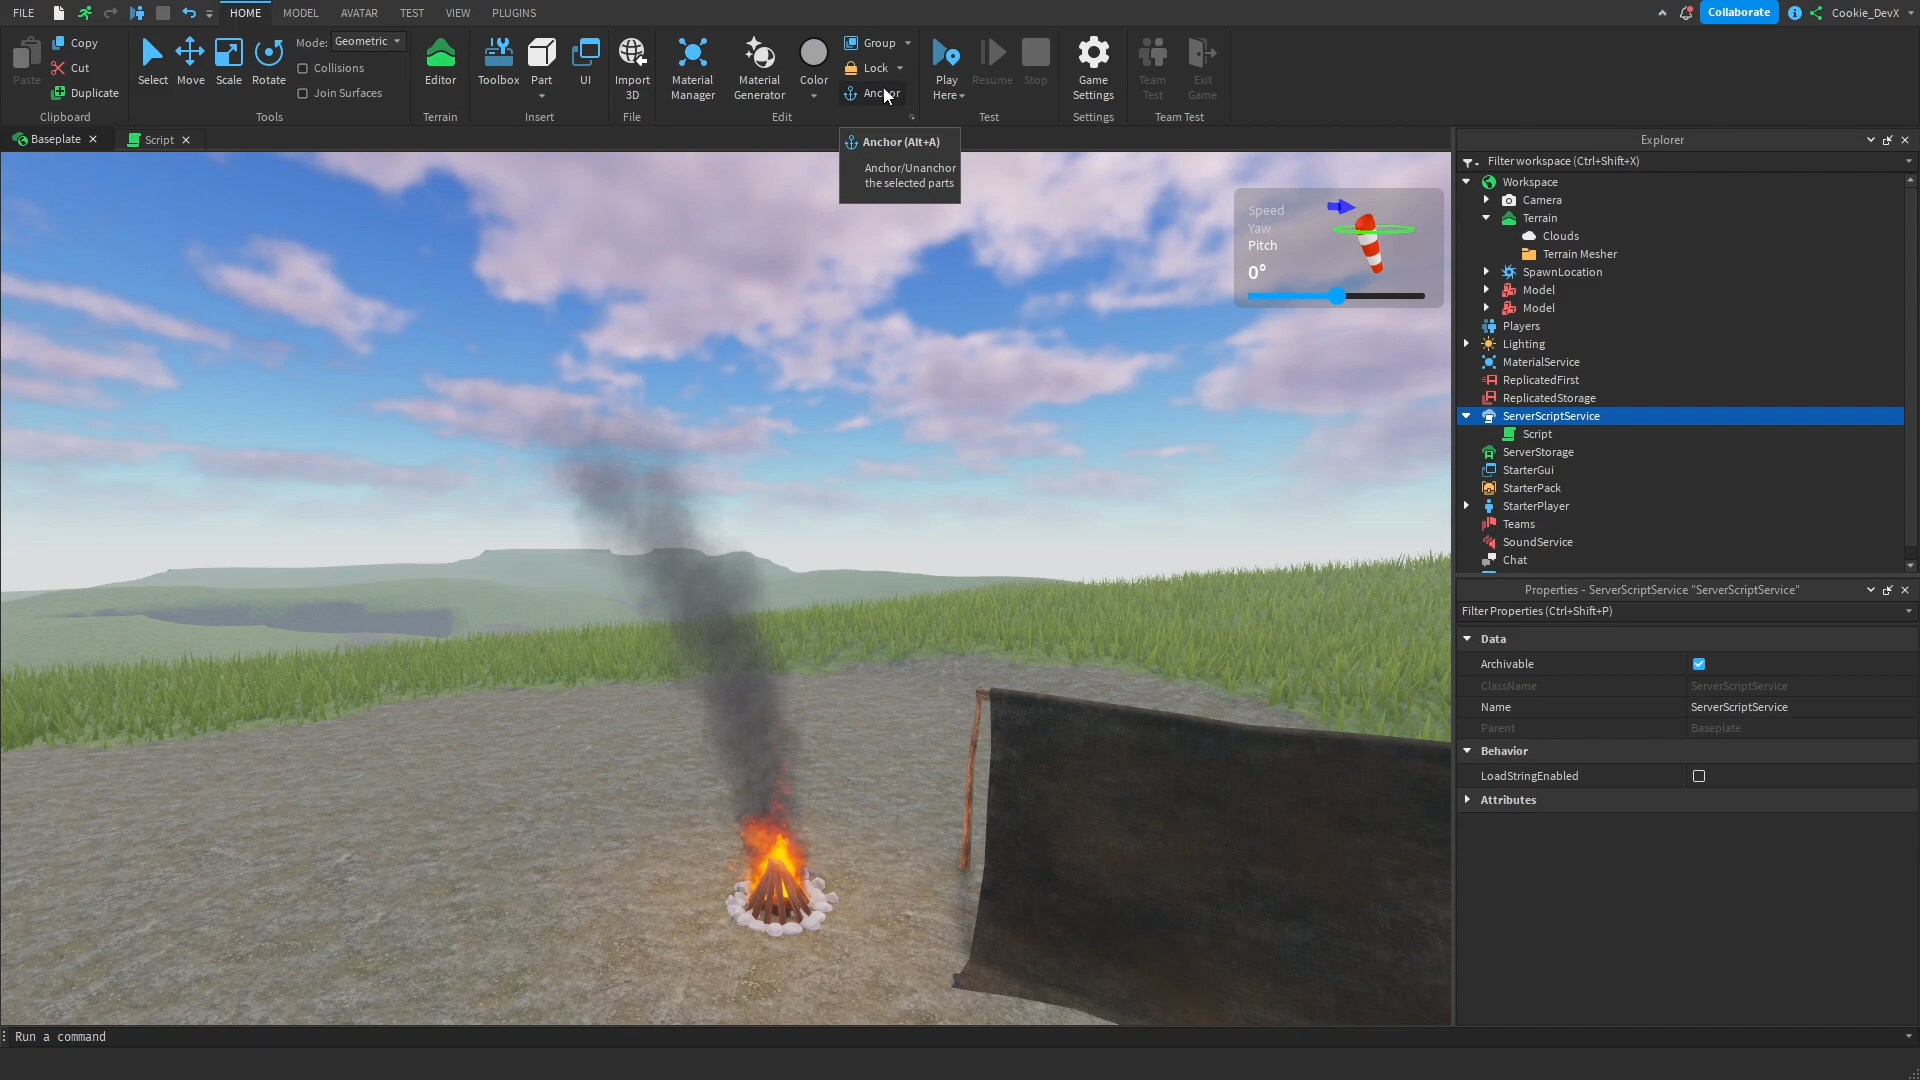 FILE
HOME
MODEL
AVATAR
TEST
VIEW
PLUGINS
Collaborate
Cookie_DevX
Paste
Copy
Cut
Duplicate
Clipboard
Select
Move
Scale
Rotate
Mode: Geometric
Collisions
Join Surfaces
Tools
Editor
Terrain
Toolbox
Part
UI
Insert
Import
3D
File
Material
Manager
Material
Generator
Color
Group
Lock
Anchor
Edit
Play
Here
Resume
Stop
Test
Game
Settings
Settings
Team
Test
Exit
Game
Team Test
Baseplate
Script
Anchor (Alt+A)
Anchor/Unanchor
the selected parts
Speed
Yaw
Pitch
0°
Explorer
Filter workspace (Ctrl+Shift+X)
Workspace
Camera
Terrain
Clouds
Terrain Mesher
SpawnLocation
Model
Model
Players
Lighting
MaterialService
ReplicatedFirst
ReplicatedStorage
ServerScriptService
Script
ServerStorage
StarterGui
StarterPack
StarterPlayer
Teams
SoundService
Chat
Properties - ServerScriptService "ServerScriptService"
Filter Properties (Ctrl+Shift+P)
Data
Archivable
ClassName ServerScriptService
Name ServerScriptService
Parent Baseplate
Behavior
LoadStringEnabled
Attributes
Run a command